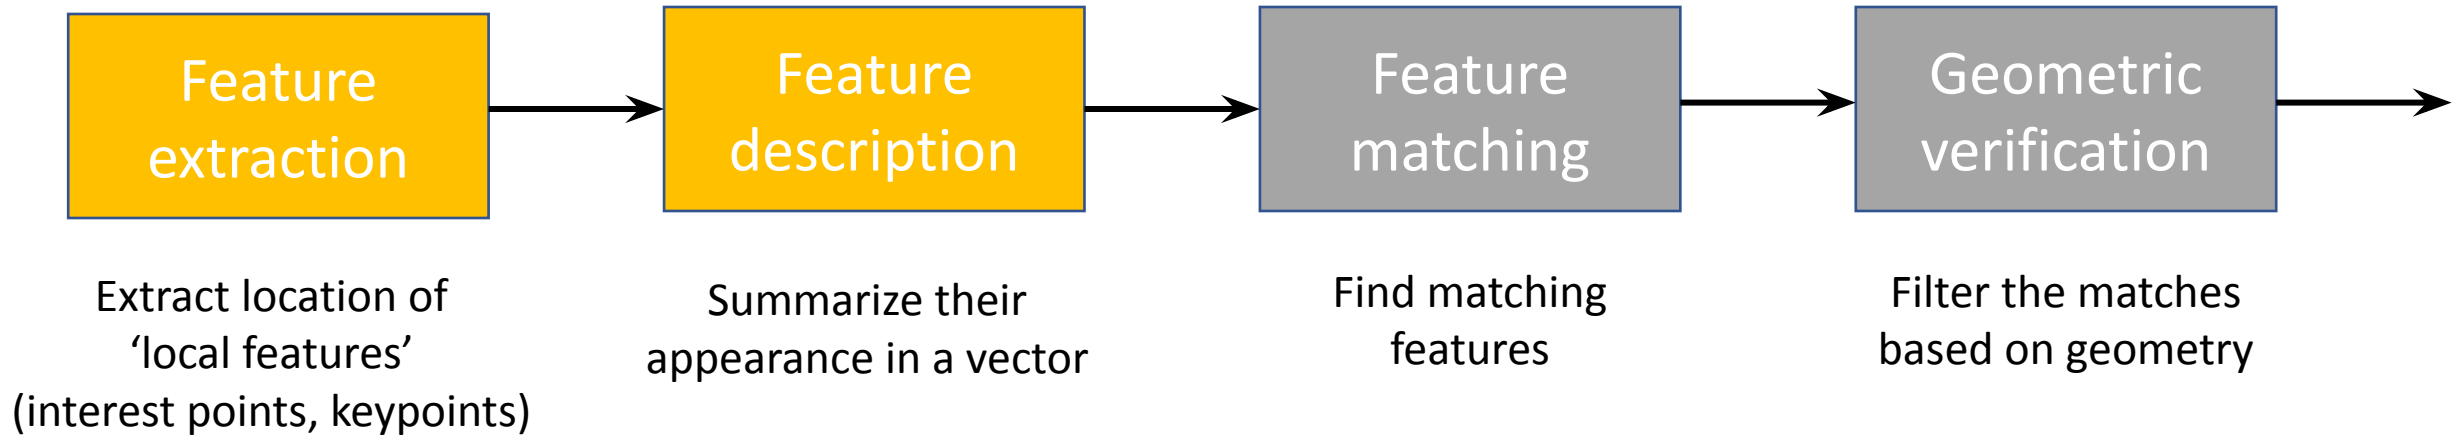 Feature
extraction
Feature
description
Feature
matching
Geometric
verification
Extract location of
‘local features’
(interest points, keypoints)
Summarize their
appearance in a vector
Find matching
features
Filter the matches
based on geometry